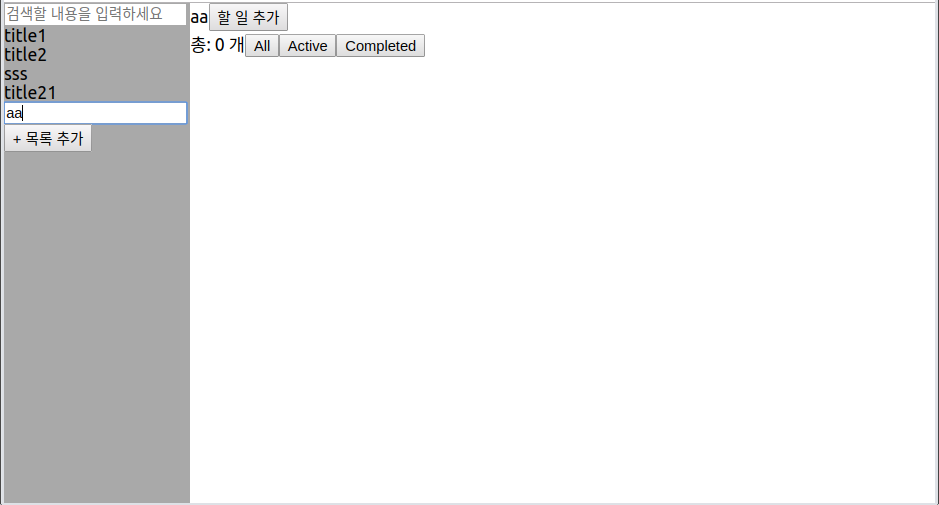 검색할 내용을 입력하세요
title1
title2
sss
title21
aa
+ 목록 추가
aa 할 일 추가
총: 0 개 All Active Completed